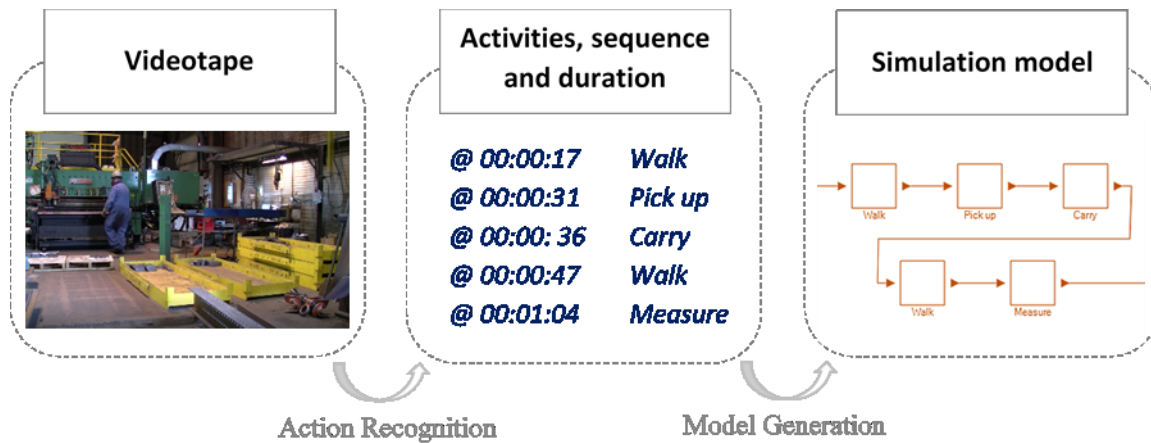 Videotape
Activities, sequence
and duration
Simulation model
@ 00:00:17 Walk
@ 00:00:31 Pick up
@ 00:00: 36 Carry
@ 00:00:47 Walk
@ 00:01:04 Measure
Walk Pick up Carry
Walk Measure
Action Recognition
Model Generation